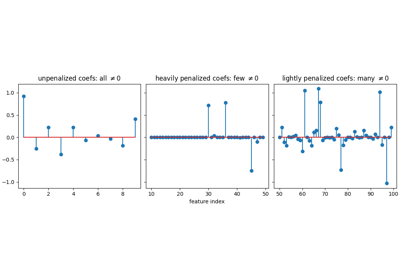 unpenalized coefs: all ≠0
heavily penalized coefs: few ≠0
lightly penalized coefs: many ≠0
1.0
0.5
0.0
−0.5
−1.0
0 2 4 6 8
10 20 30 40 50
50 60 70 80 90 100
feature index